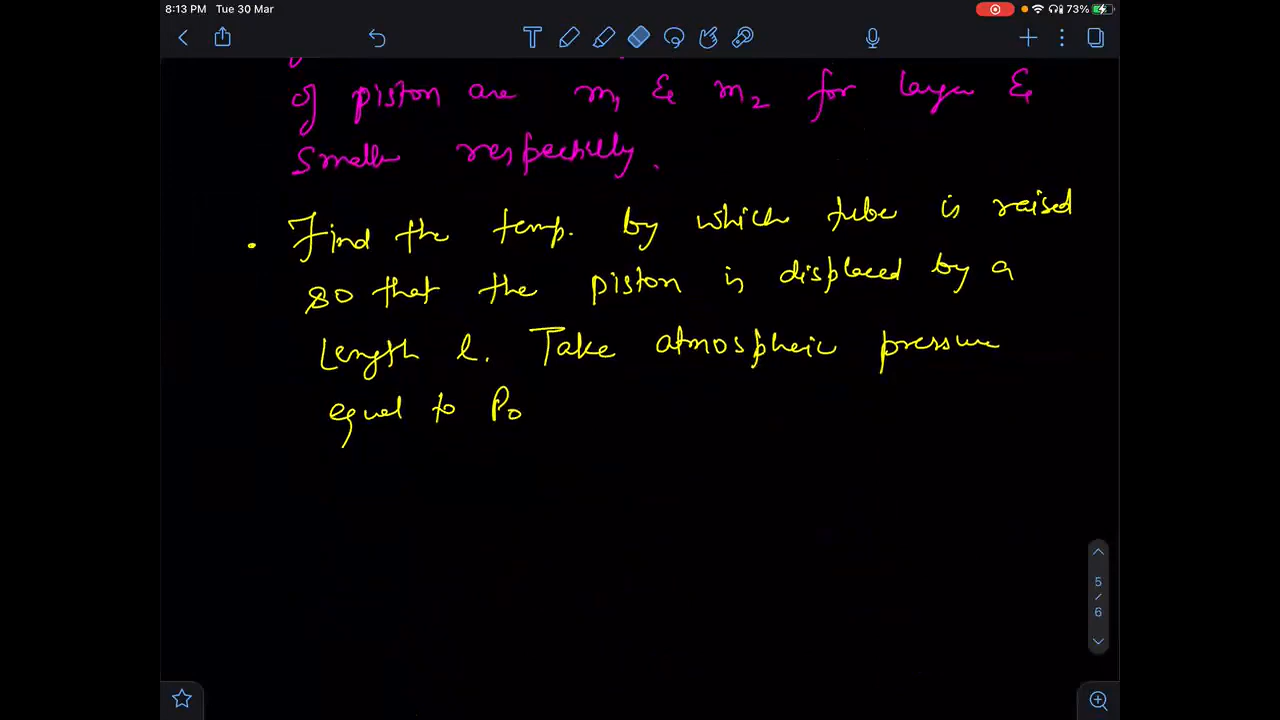 8:13 PM Tue 30 Mar
73%
of piston are m1 & m2 for larger &
smaller respectively.
• Find the temp. by which tube is raised
so that the piston is displaced by a
length l. Take atmospheric pressure
equal to P0
5
/
6